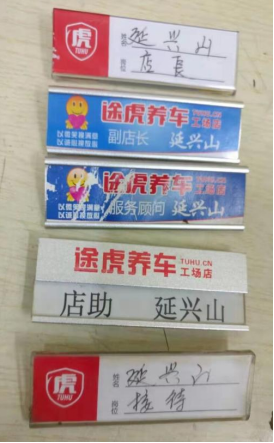 虎
TUHU
姓名 延兴山
岗位 店长
途虎养车 TUHU.CN 工场店
副店长 延兴山
途虎养车 TUHU.CN 工场店
服务顾问 延兴山
途虎养车 TUHU.CN 工场店
店助 延兴山
虎
TUHU
姓名 延兴山
岗位 接待